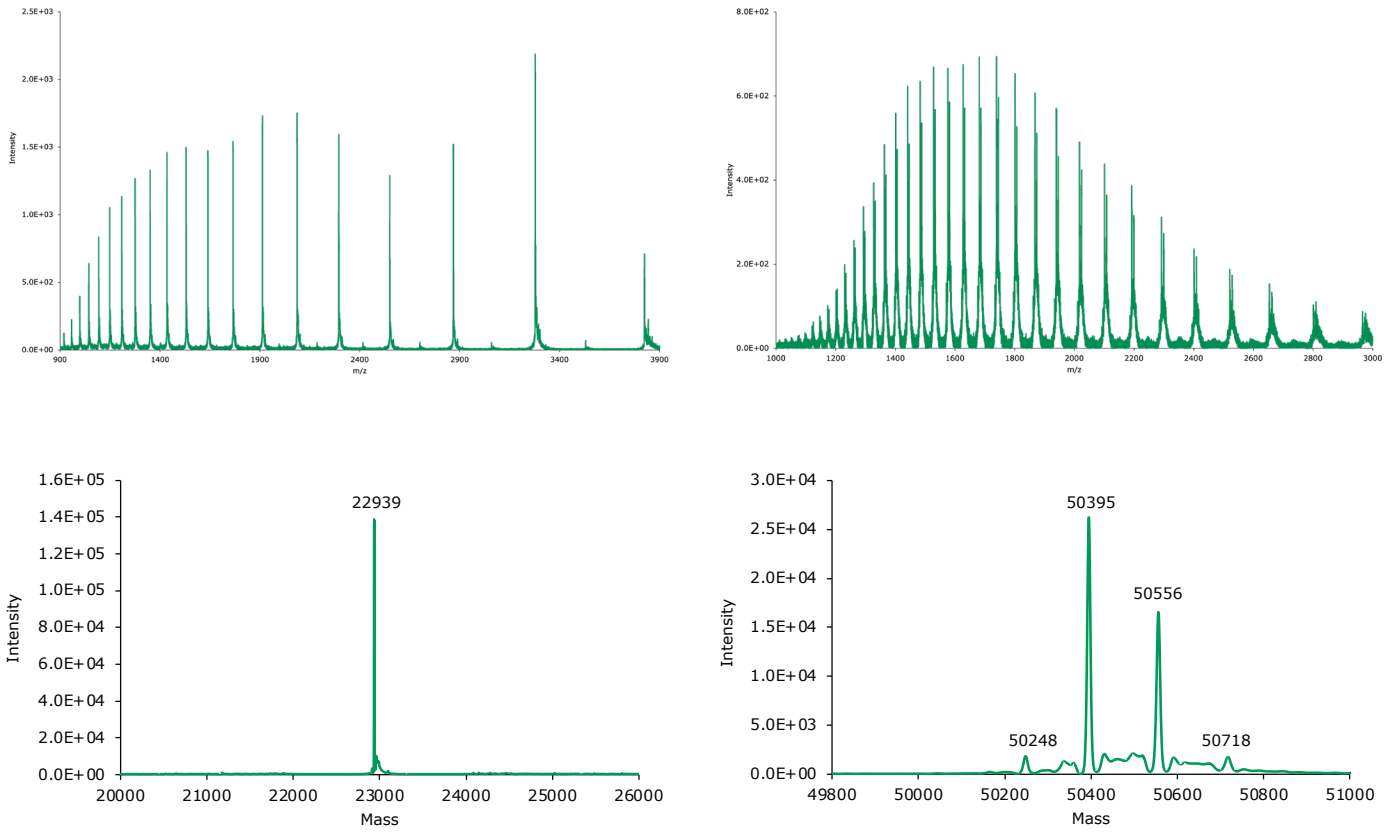 2.5E+03
2.0E+03
1.5E+03
1.0E+03
5.0E+02
0.0E+00
Intensity
900 1400 1900 2400 2900 3400 3900
m/z
8.0E+02
6.0E+02
4.0E+02
2.0E+02
0.0E+00
Intensity
1000 1200 1400 1600 1800 2000 2200 2400 2600 2800 3000
m/z
1.6E+05
1.4E+05
1.2E+05
1.0E+05
8.0E+04
6.0E+04
4.0E+04
2.0E+04
0.0E+00
Intensity
22939
20000 21000 22000 23000 24000 25000 26000
Mass
3.0E+04
2.5E+04
2.0E+04
1.5E+04
1.0E+04
5.0E+03
0.0E+00
Intensity
50395
50556
50248
50718
49800 50000 50200 50400 50600 50800 51000
Mass